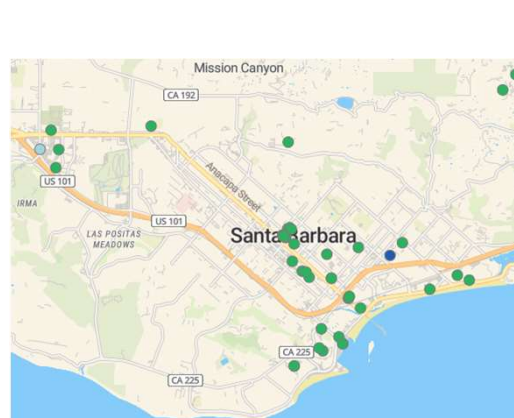 Mission Canyon
CA 192
Anacapa Street
US 101
IRMA
US 101
LAS POSITAS
MEADOWS
Santa Barbara
CA 225
CA 225